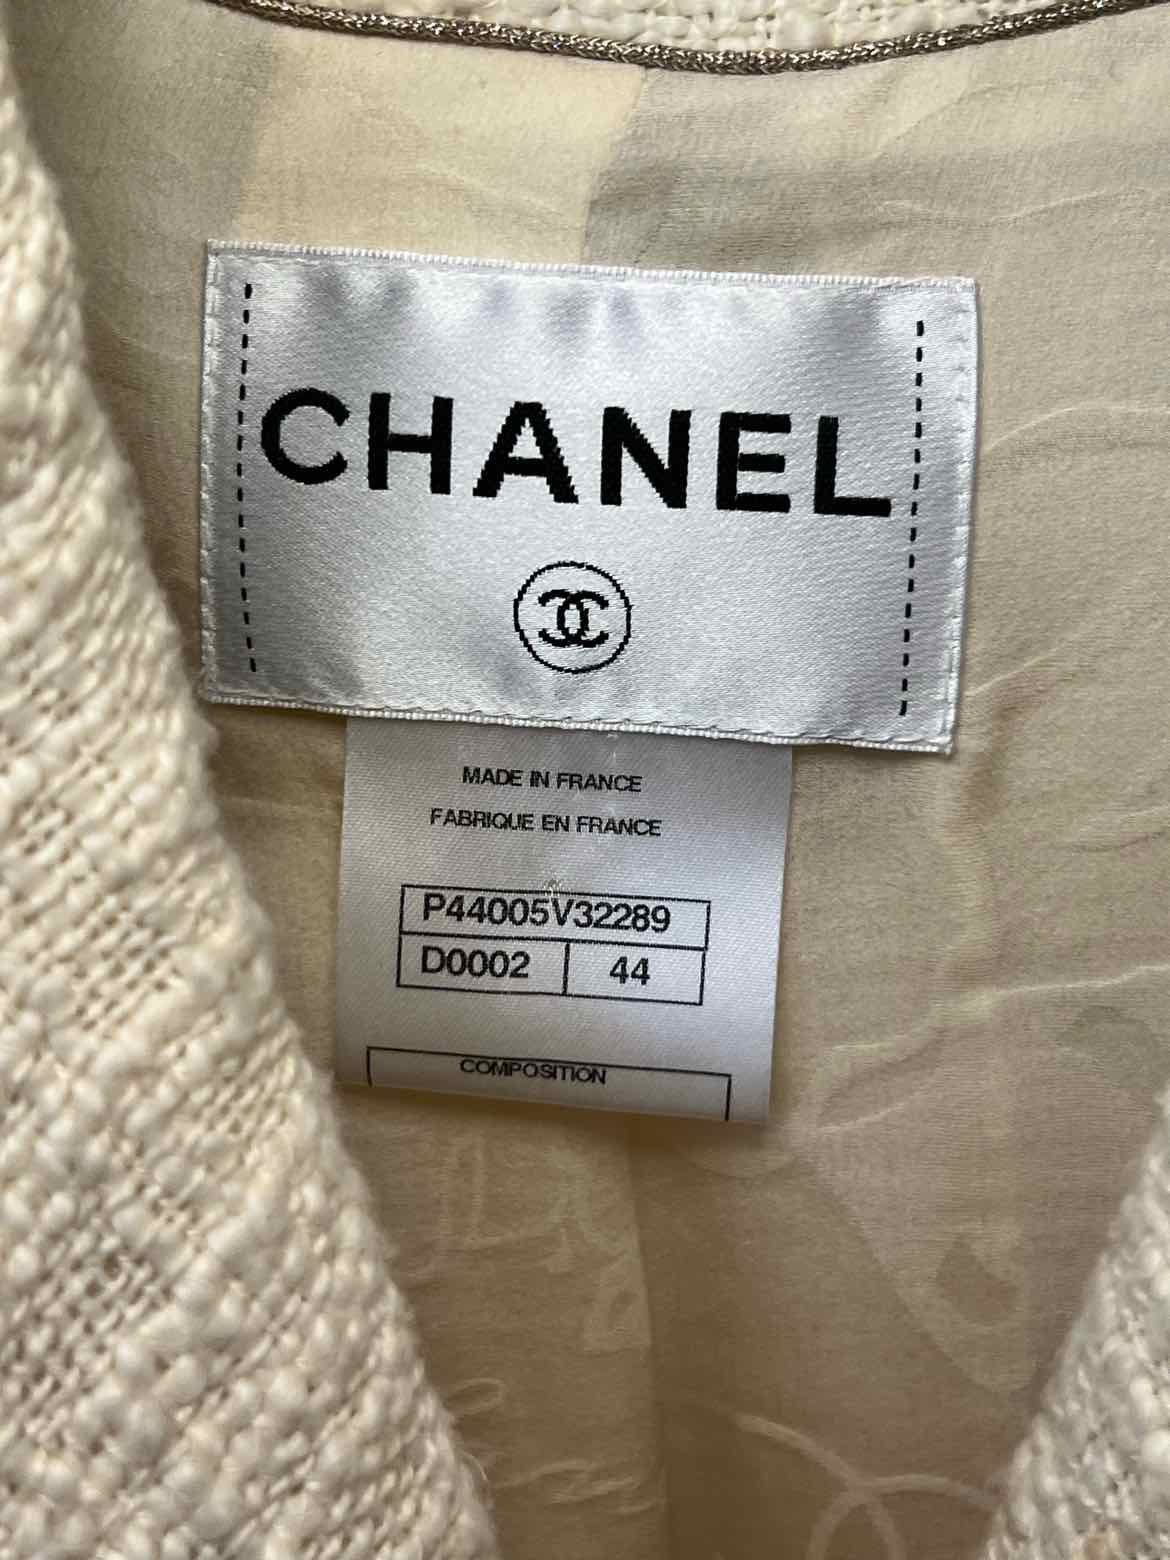 CHANEL
MADE IN FRANCE
FABRIQUE EN FRANCE
P44005V32289
D0002 44
COMPOSITION